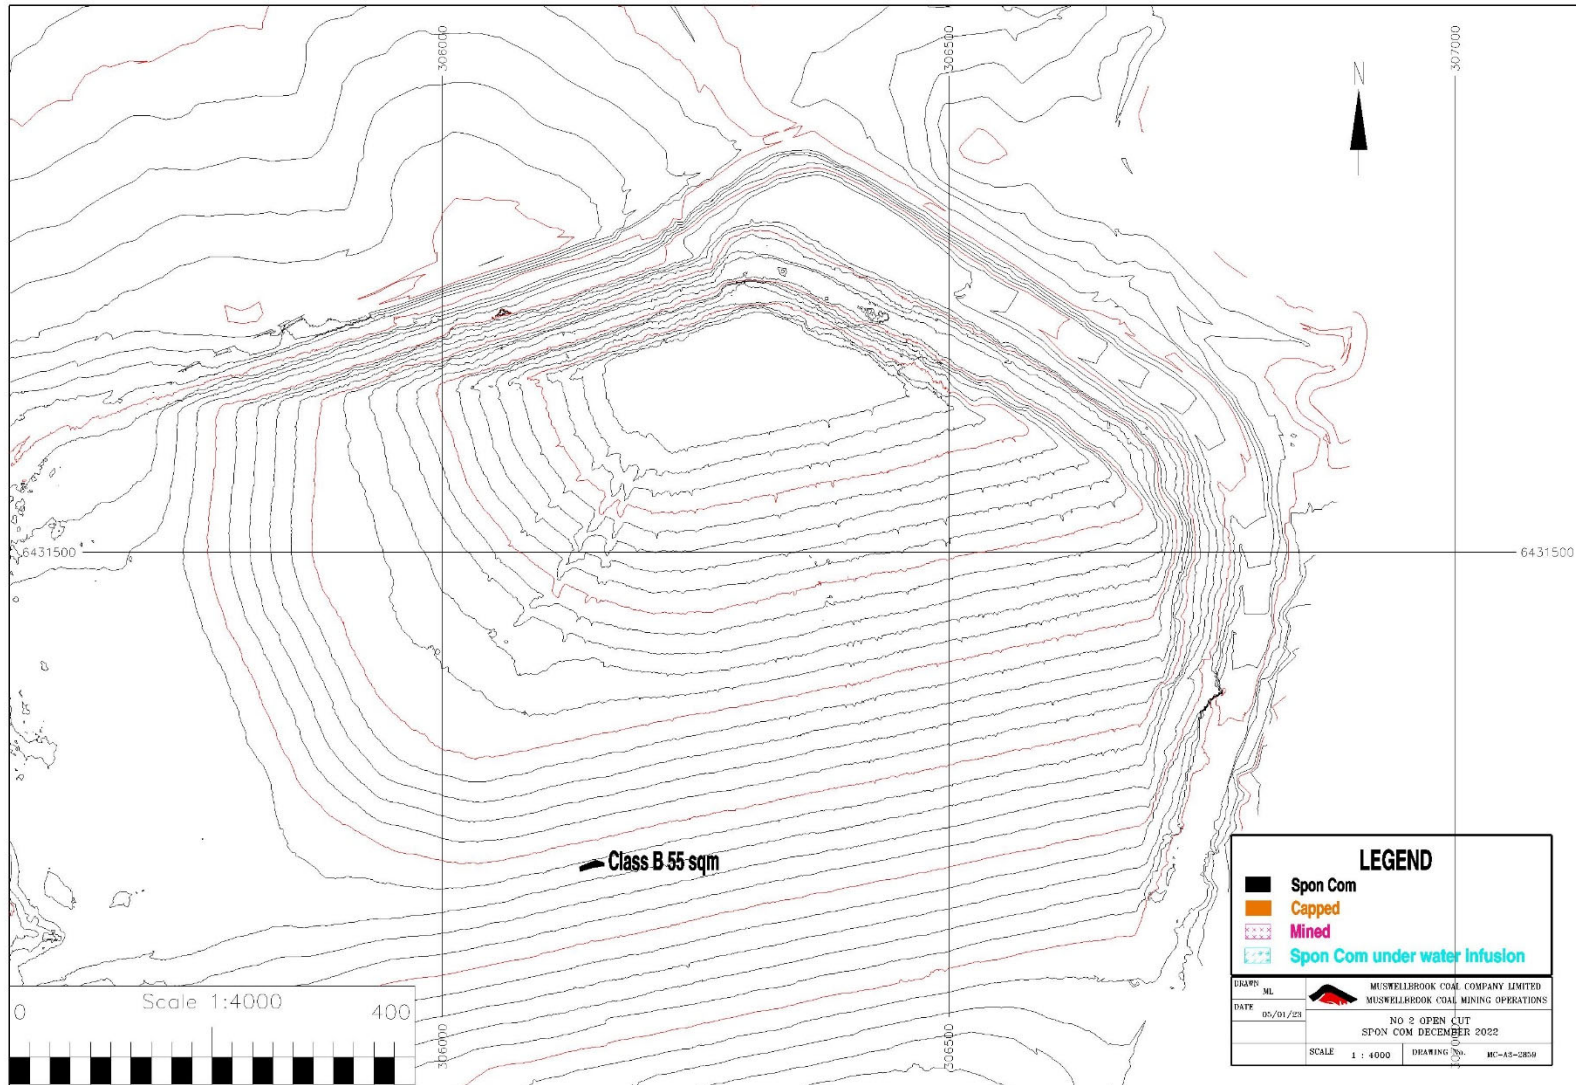 306000
306500
307000
N
6431500
6431500
Class B 55 sqm
LEGEND
Spon Com
Capped
Mined
Spon Com under water infusion
Scale 1:4000
0
400
306000
306500
DRAWN ML
DATE 05/01/23
MUSWELLBROOK COAL COMPANY LIMITED
MUSWELLBROOK COAL MINING OPERATIONS
NO 2 OPEN CUT
SPON COM DECEMBER 2022
SCALE 1 : 4000
DRAWING No.